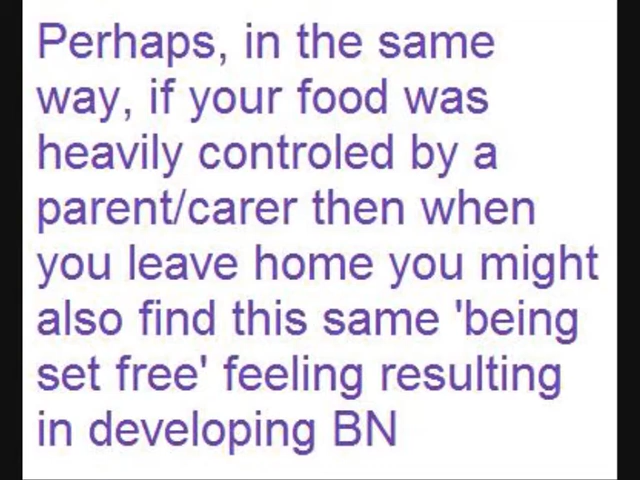 Perhaps, in the same
way, if your food was
heavily controled by a
parent/carer then when
you leave home you might
also find this same 'being
set free' feeling resulting
in developing BN